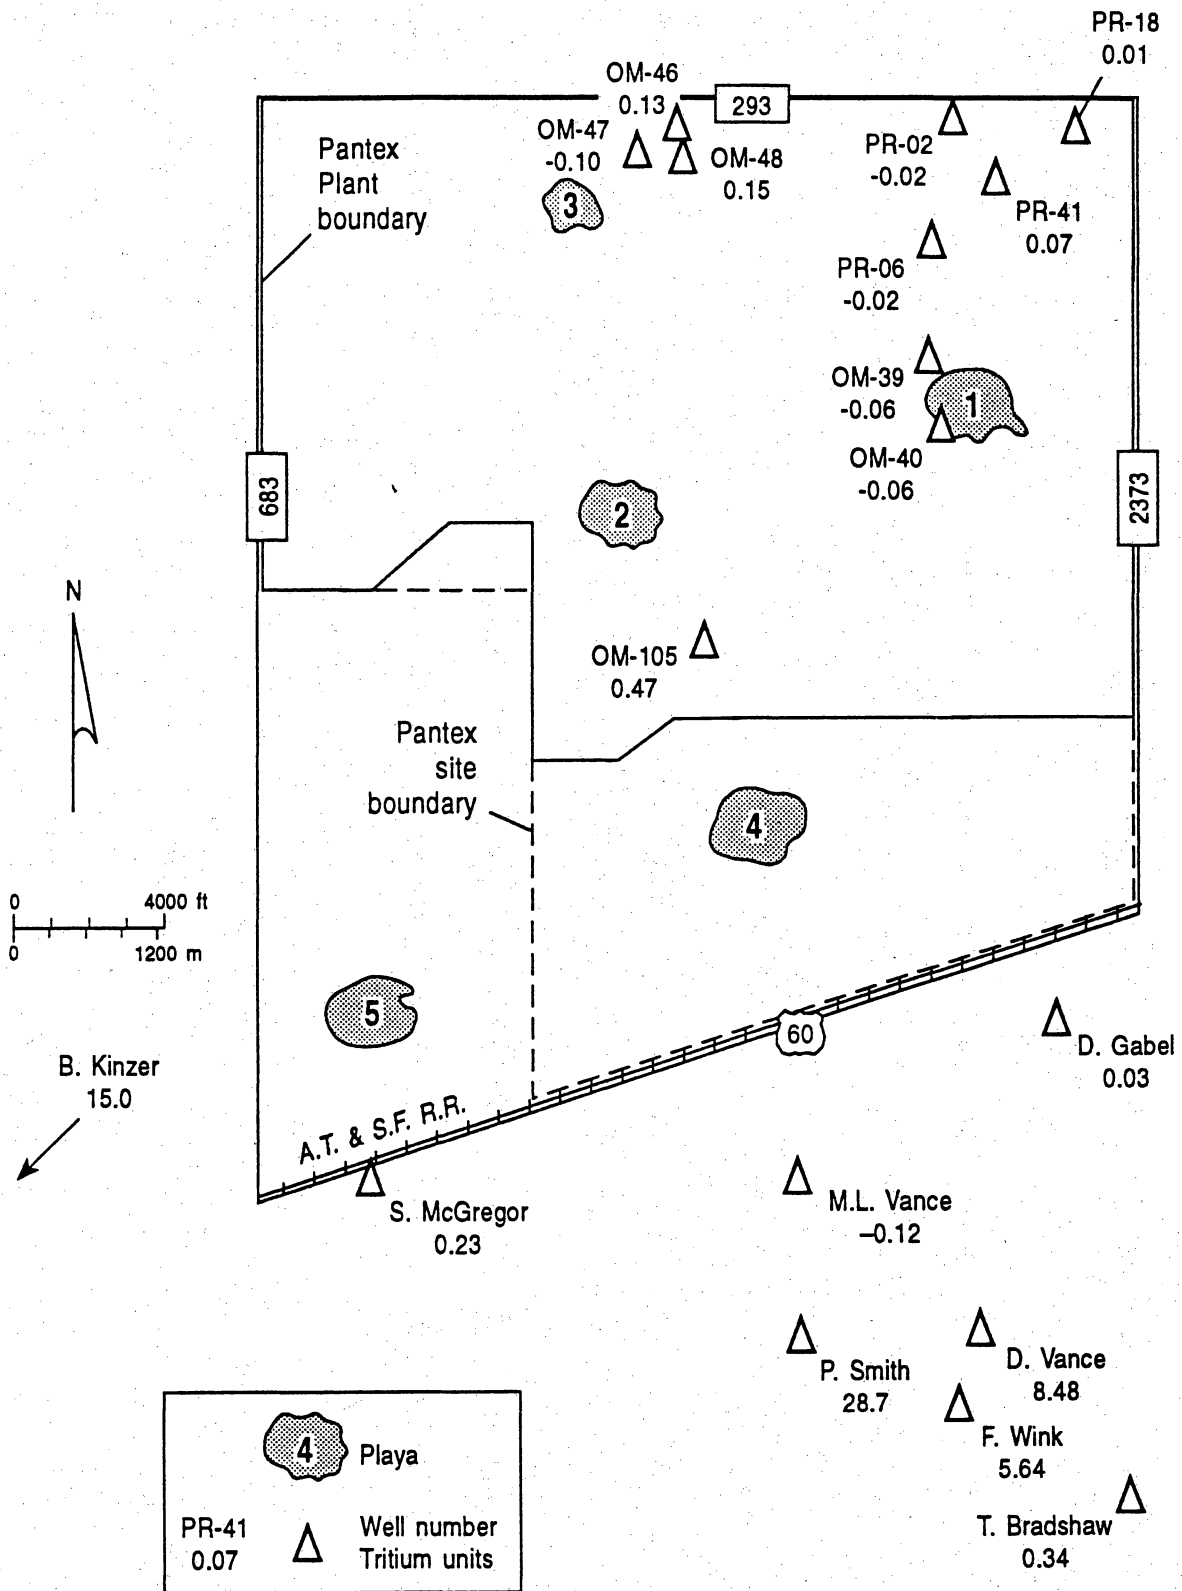 PR-18
0.01
OM-46
0.13
293
OM-47
-0.10
OM-48
0.15
PR-02
-0.02
Pantex
Plant
boundary
3
PR-41
0.07
PR-06
-0.02
OM-39
-0.06
1
OM-40
-0.06
683
2373
2
N
OM-105
0.47
Pantex
site
boundary
4
0 4000 ft
0 1200 m
5
60
D. Gabel
0.03
B. Kinzer
15.0
A.T. & S.F. R.R.
S. McGregor
0.23
M.L. Vance
–0.12
P. Smith
28.7
D. Vance
8.48
F. Wink
5.64
T. Bradshaw
0.34
4 Playa
PR-41
0.07
Well number
Tritium units